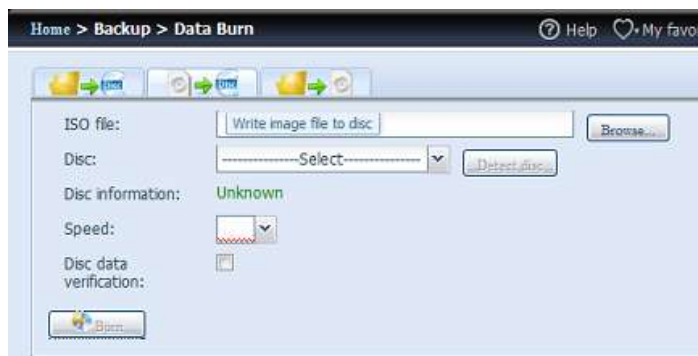 Home > Backup > Data Burn
Help My favo
ISO file:
Write image file to disc
Browse...
Disc:
---------------Select----------------
Detect disc
Disc information:
Unknown
Speed:
Disc data
verification:
Burn